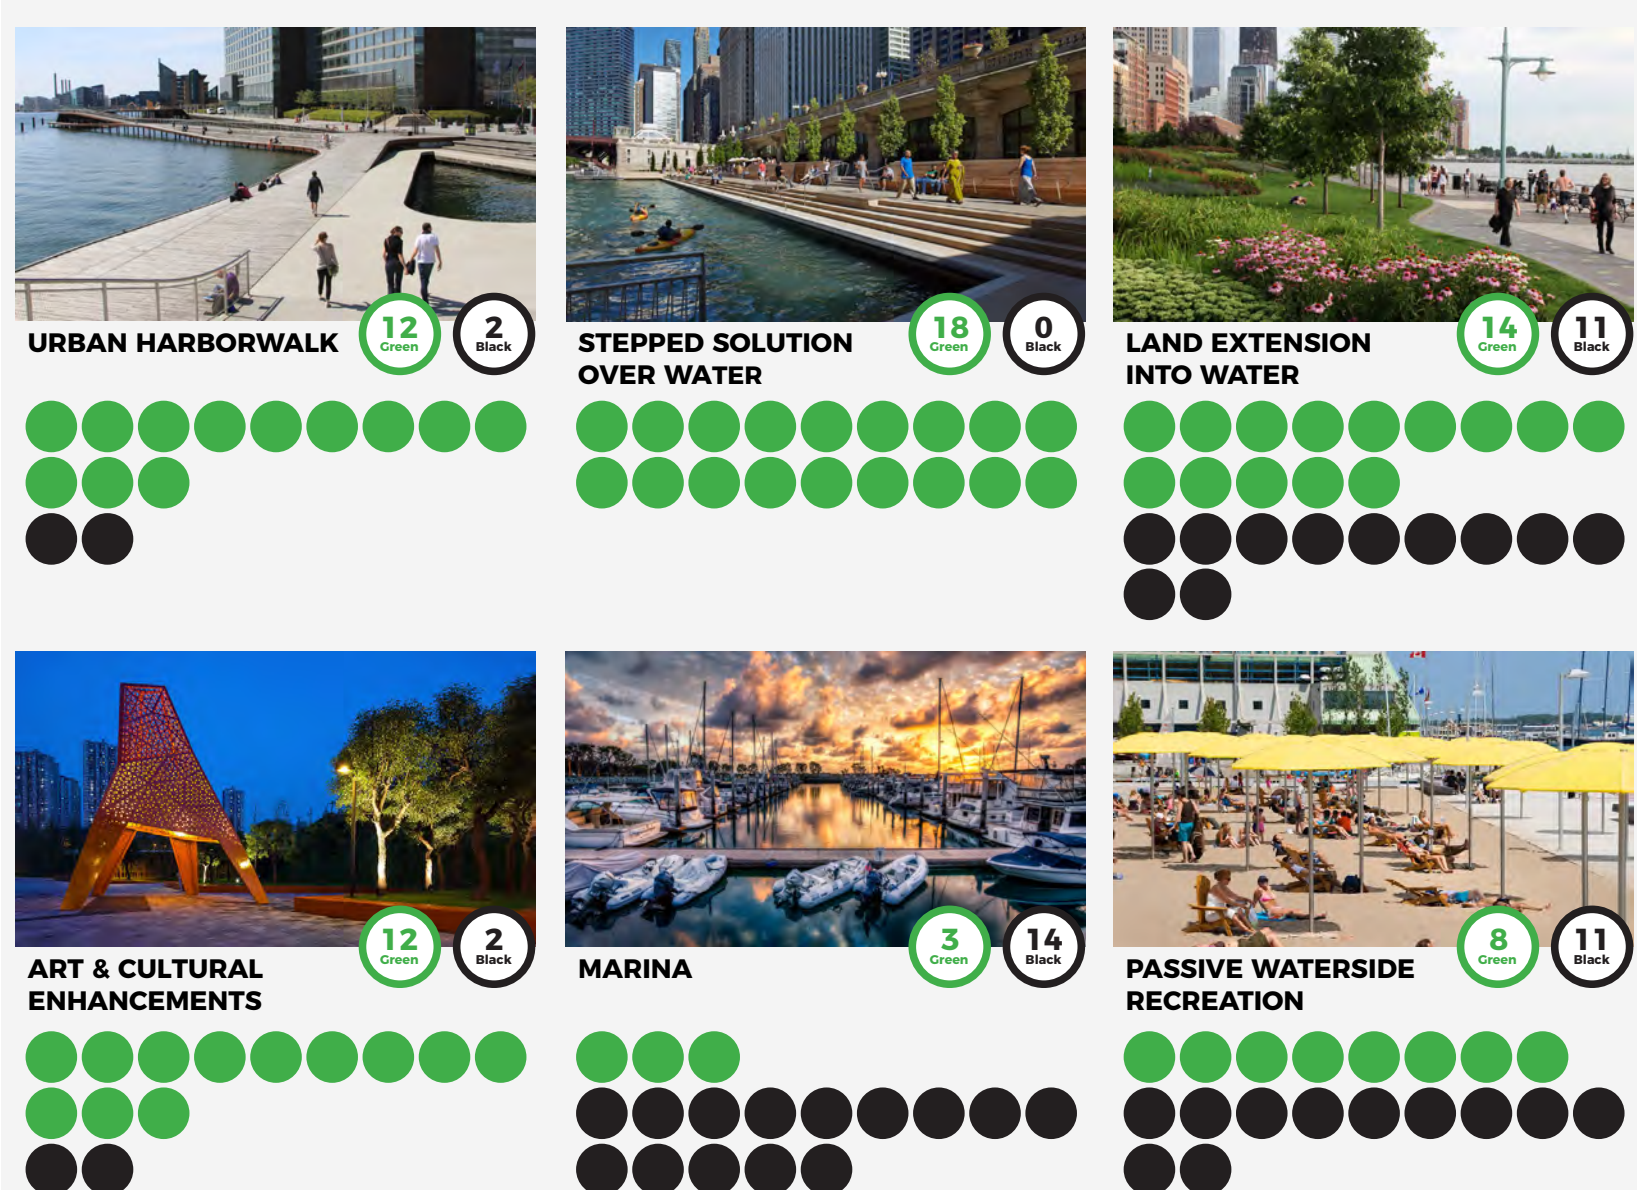 URBAN HARBORWALK
12
Green
2
Black
STEPPED SOLUTION
OVER WATER
18
Green
0
Black
LAND EXTENSION
INTO WATER
14
Green
11
Black
ART & CULTURAL
ENHANCEMENTS
12
Green
2
Black
MARINA
3
Green
14
Black
PASSIVE WATERSIDE
RECREATION
8
Green
11
Black